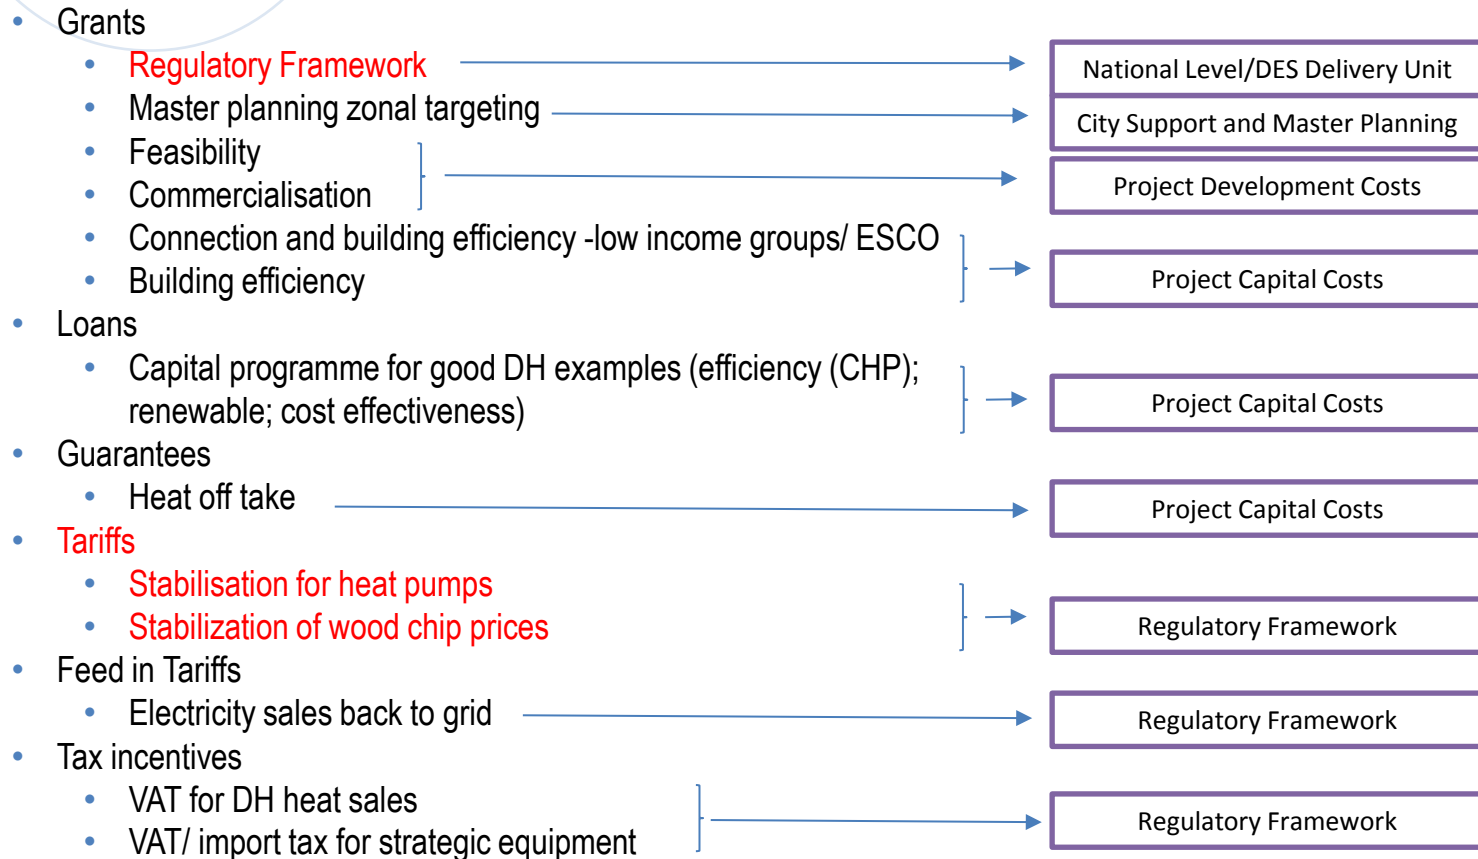 Grants
Regulatory Framework
National Level/DES Delivery Unit
Master planning zonal targeting
City Support and Master Planning
Feasibility
Commercialisation
Project Development Costs
Connection and building efficiency -low income groups/ ESCO
Building efficiency
Project Capital Costs
Loans
Capital programme for good DH examples (efficiency (CHP);
renewable; cost effectiveness)
Project Capital Costs
Guarantees
Heat off take
Project Capital Costs
Tariffs
Stabilisation for heat pumps
Stabilization of wood chip prices
Regulatory Framework
Feed in Tariffs
Electricity sales back to grid
Regulatory Framework
Tax incentives
VAT for DH heat sales
VAT/ import tax for strategic equipment
Regulatory Framework